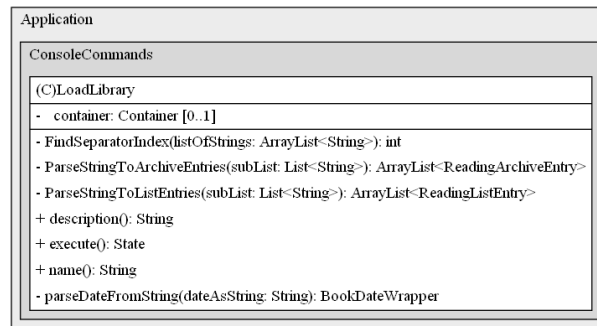 Application
ConsoleCommands
(C)LoadLibrary
- container: Container [0..1]
- FindSeparatorIndex(listOfStrings: ArrayList<String>): int
- ParseStringToArchiveEntries(subList: List<String>): ArrayList<ReadingArchiveEntry>
- ParseStringToListEntries(subList: List<String>): ArrayList<ReadingListEntry>
+ description(): String
+ execute(): State
+ name(): String
- parseDateFromString(dateAsString: String): BookDateWrapper